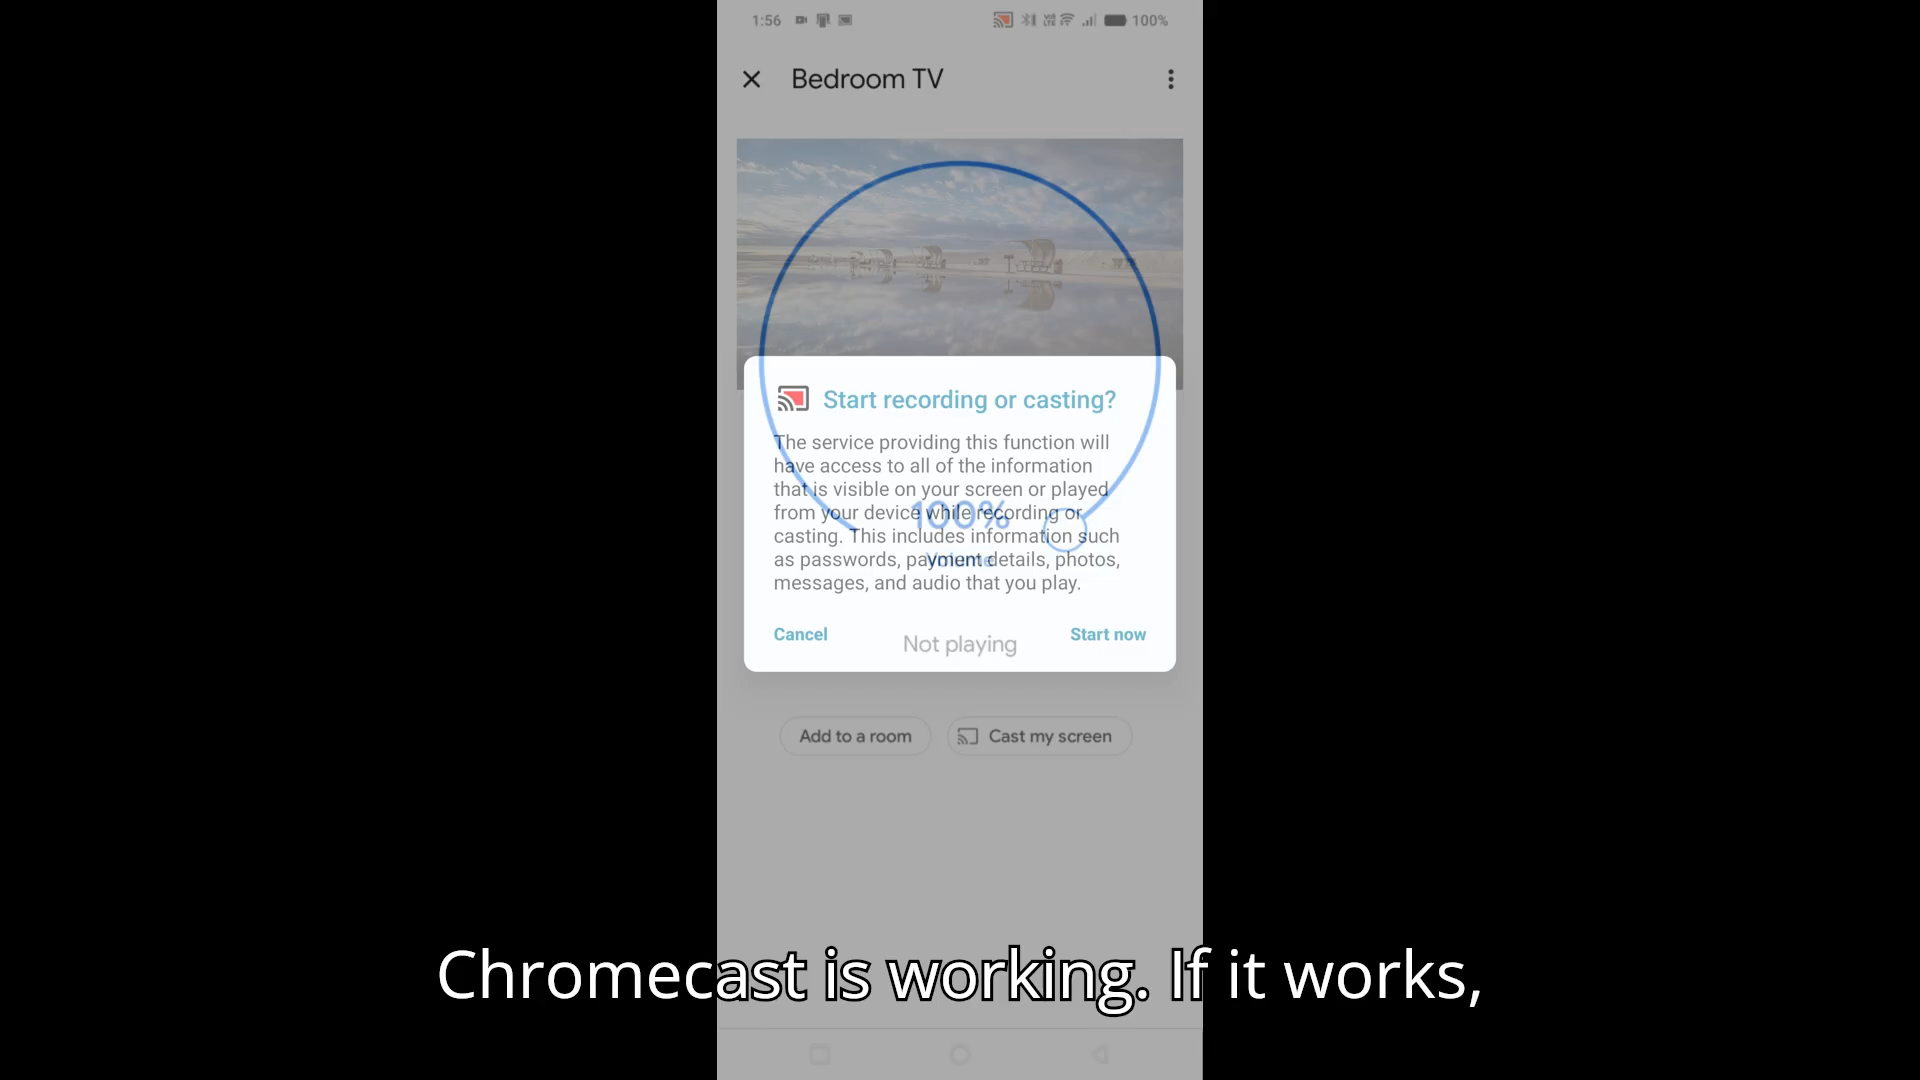 1:56
100%
Bedroom TV
Start recording or casting?
The service providing this function will
have access to all of the information
that is visible on your screen or played
from your device while recording or
casting. This includes information such
as passwords, payment details, photos,
messages, and audio that you play.
100%
Volume
Cancel
Not playing
Start now
Add to a room
Cast my screen
Chromecast is working. If it works,